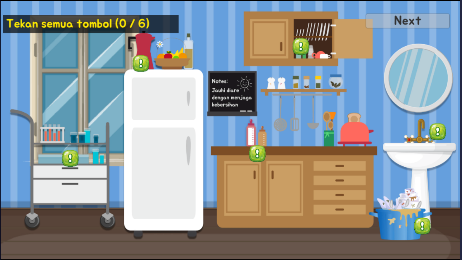 Tekan semua tombol (0 / 6)
Next
Notes:
Jauhi diare
dengan menjaga
kebersihan